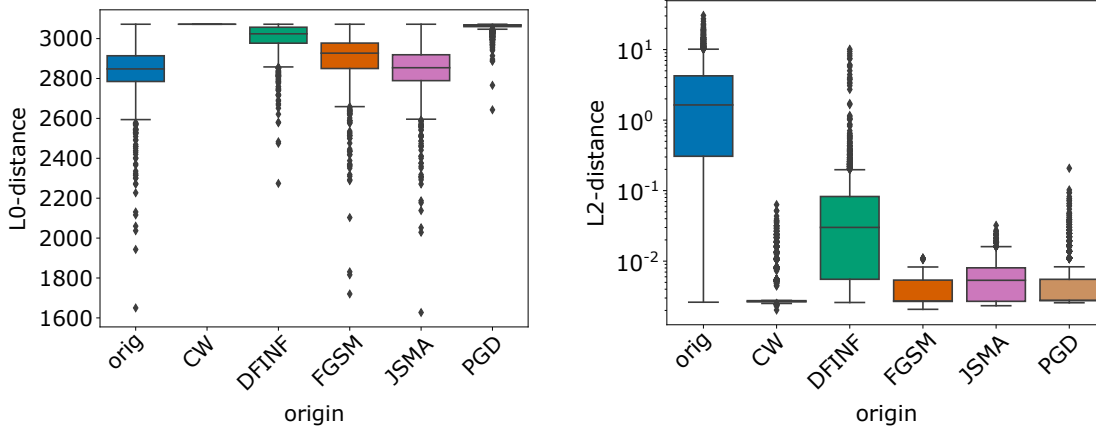 L0-distance
3000
2800
2600
2400
2200
2000
1800
1600
orig
CW
DFINF
FGSM
JSMA
PGD
origin
L2-distance
10^1
10^0
10^-1
10^-2
orig
CW
DFINF
FGSM
JSMA
PGD
origin